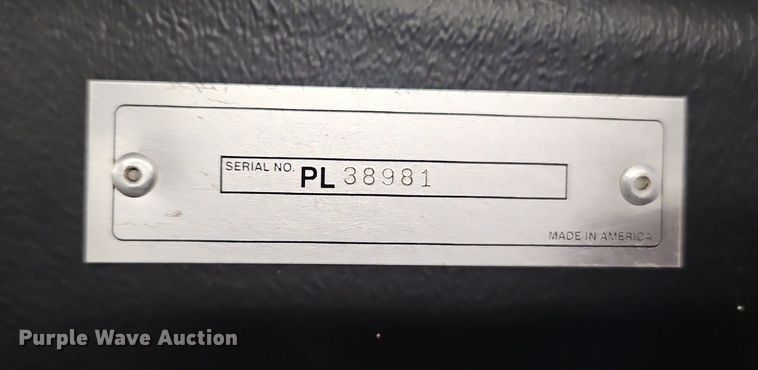 SERIAL NO. PL 38981
MADE IN AMERICA
Purple Wave Auction